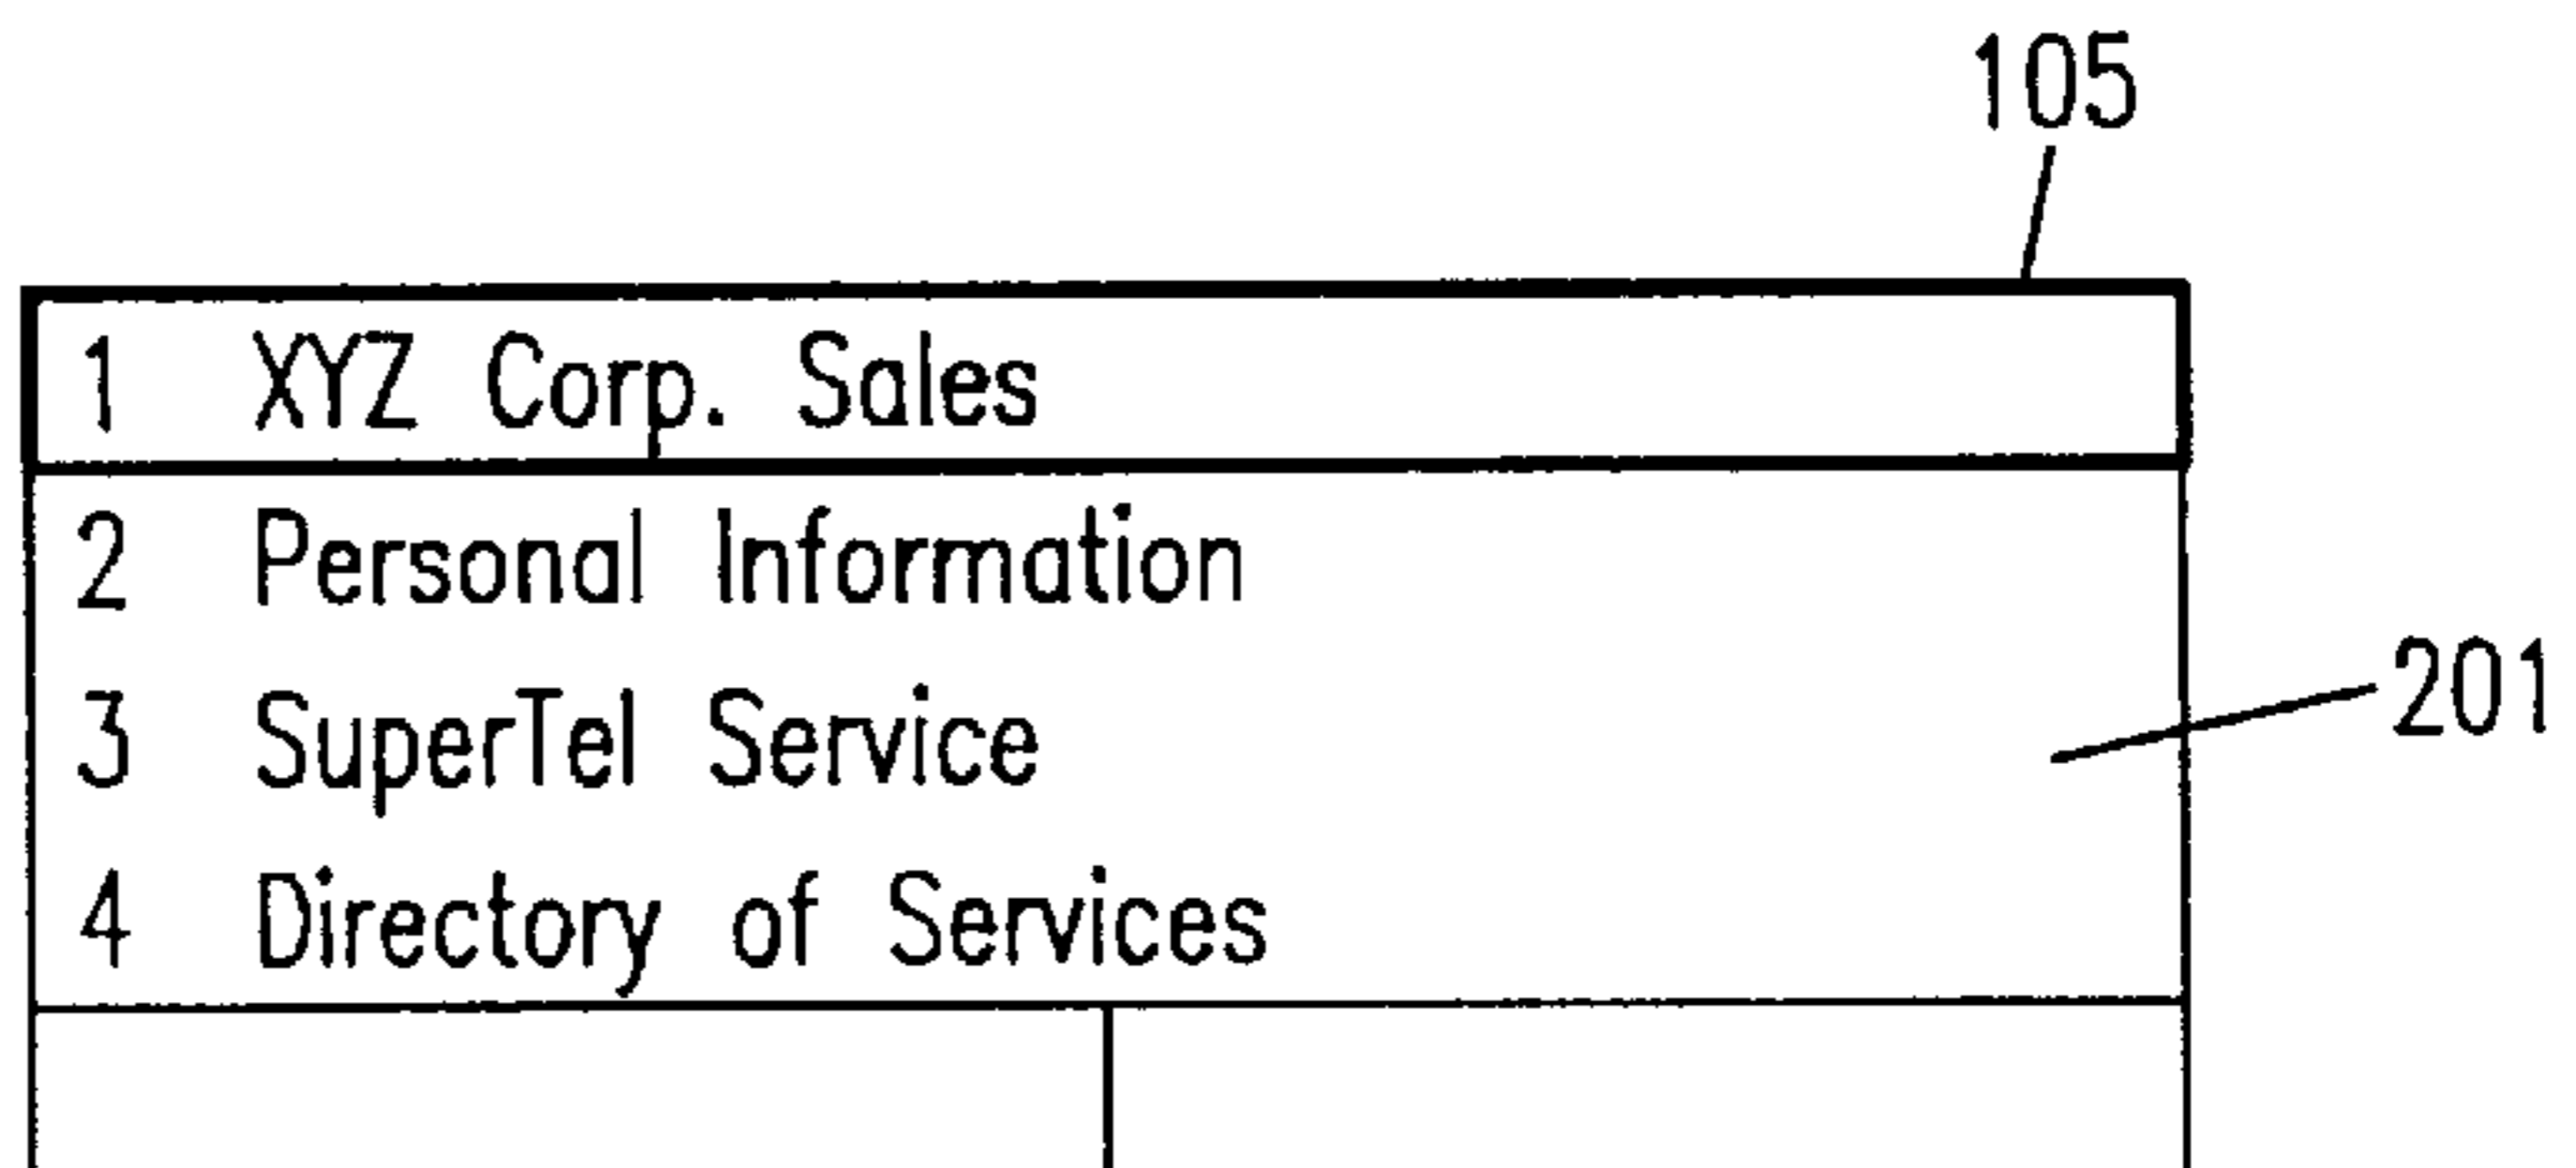 105
1 XYZ Corp. Sales
2 Personal Information
3 SuperTel Service
201
4 Directory of Services